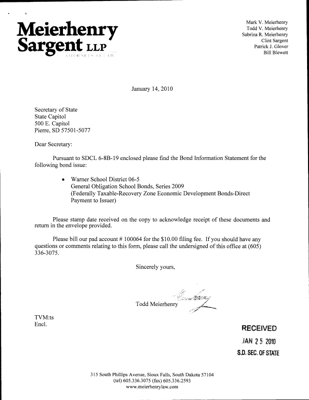 Meierhenry
Sargent LLP
Mark V. Meierhenry
Todd V. Meierhenry
Sabrina R. Meierhenry
Clint Sargent
Patrick J. Glover
Bill Blewett
January 14, 2010
Secretary of State
State Capitol
500 E. Capitol
Pierre, SD 57501-5077
Dear Secretary:
Pursuant to SDCL 6-8B-19 enclosed please find the Bond Information Statement for the
following bond issue:
• Warner School District 06-5
General Obligation School Bonds, Series 2009
(Federally Taxable-Recovery Zone Economic Development Bonds-Direct
Payment to Issuer)
Please stamp date received on the copy to acknowledge receipt of these documents and
return in the envelope provided.
Please bill our pad account # 100064 for the $10.00 filing fee. If you should have any
questions or comments relating to this form, please call the undersigned of this office at (605)
336-3075.
Sincerely yours,
Todd Meierhenry
TVM:ts
Encl.
RECEIVED
JAN 25 2010
S.D. SEC. OF STATE
315 South Phillips Avenue, Sioux Falls, South Dakota 57104
(tel) 605.336.3075 (fax) 605.336.2593
www.meierhenrylaw.com